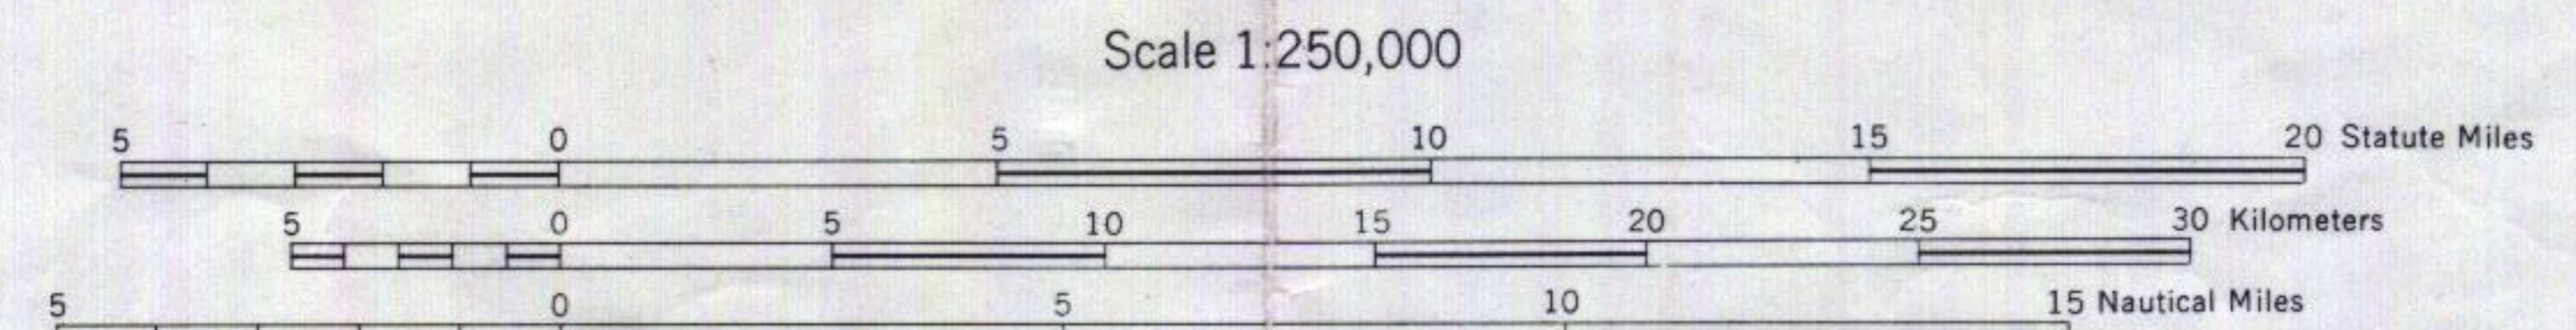 Scale 1:250,000
5 0 5 10 15 20 Statute Miles
5 0 5 10 15 20 25 30 Kilometers
5 0 5 10 15 Nautical Miles